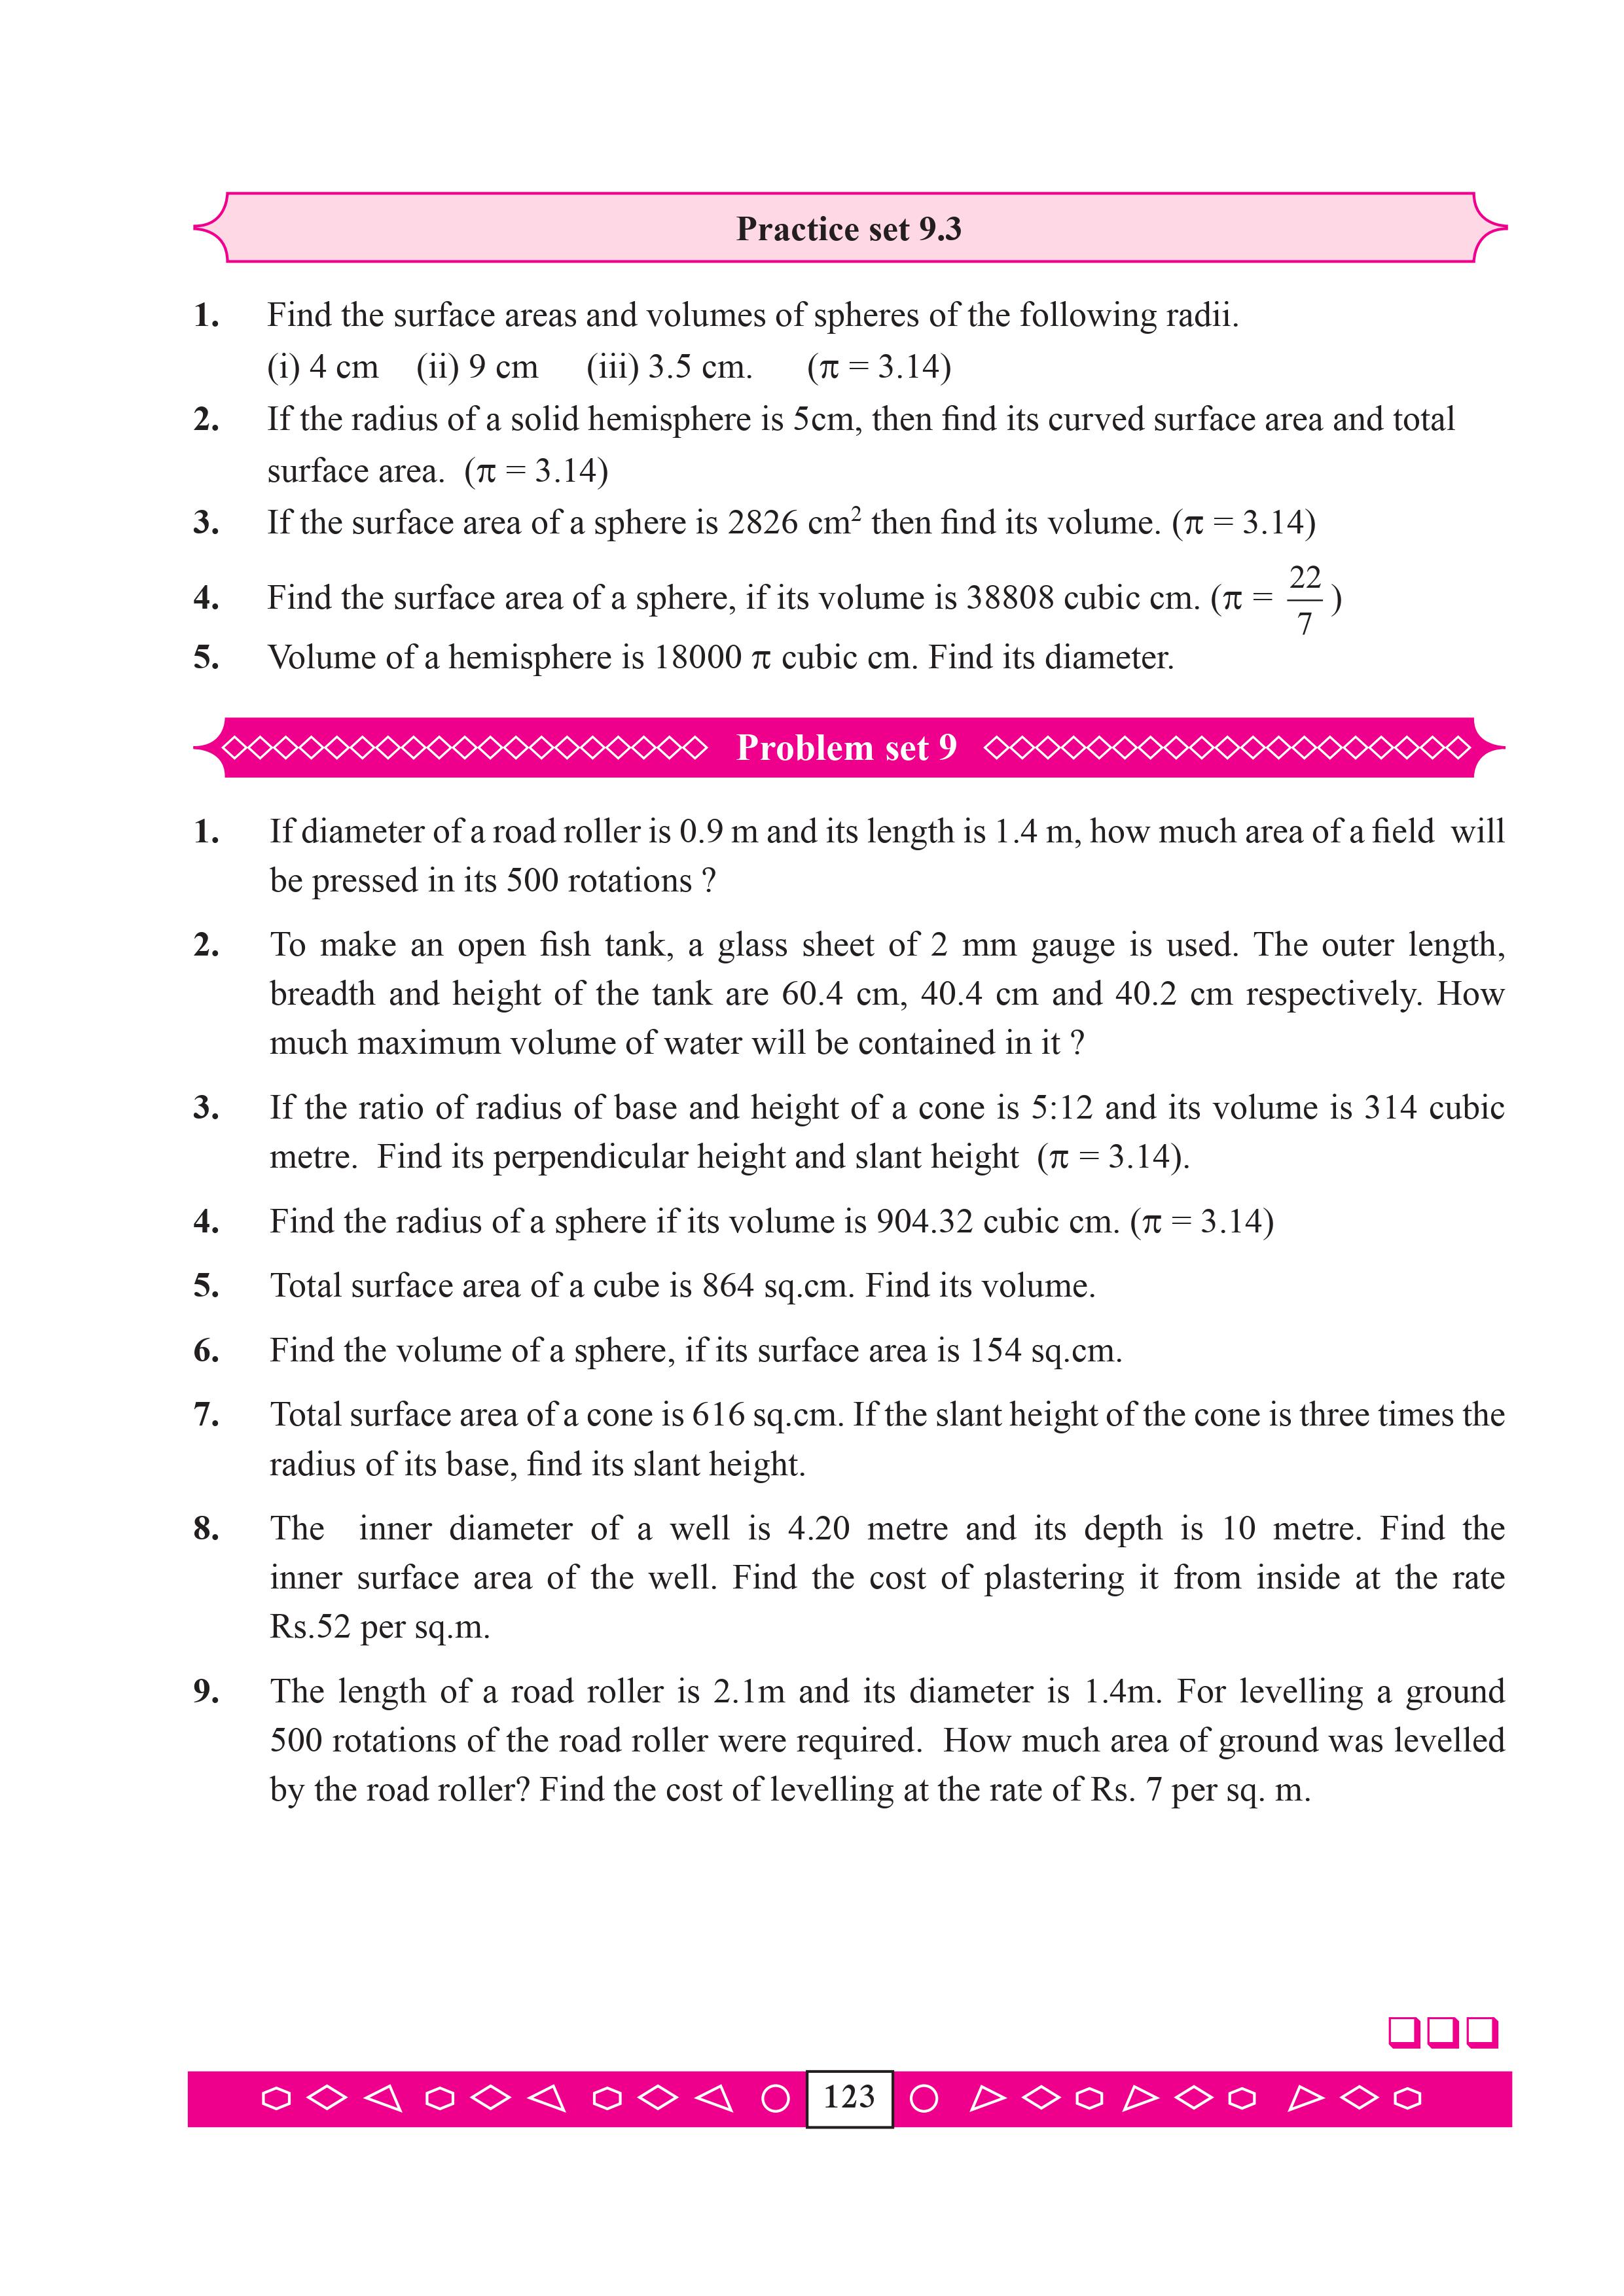 Practice set 9.3
1. Find the surface areas and volumes of spheres of the following radii.
(i) 4 cm (ii) 9 cm (iii) 3.5 cm. (π = 3.14)
2. If the radius of a solid hemisphere is 5cm, then find its curved surface area and total
surface area. (π = 3.14)
3. If the surface area of a sphere is 2826 cm² then find its volume. (π = 3.14)
4. Find the surface area of a sphere, if its volume is 38808 cubic cm. (π = 22/7)
5. Volume of a hemisphere is 18000 π cubic cm. Find its diameter.
Problem set 9
1. If diameter of a road roller is 0.9 m and its length is 1.4 m, how much area of a field will
be pressed in its 500 rotations ?
2. To make an open fish tank, a glass sheet of 2 mm gauge is used. The outer length,
breadth and height of the tank are 60.4 cm, 40.4 cm and 40.2 cm respectively. How
much maximum volume of water will be contained in it ?
3. If the ratio of radius of base and height of a cone is 5:12 and its volume is 314 cubic
metre. Find its perpendicular height and slant height (π = 3.14).
4. Find the radius of a sphere if its volume is 904.32 cubic cm. (π = 3.14)
5. Total surface area of a cube is 864 sq.cm. Find its volume.
6. Find the volume of a sphere, if its surface area is 154 sq.cm.
7. Total surface area of a cone is 616 sq.cm. If the slant height of the cone is three times the
radius of its base, find its slant height.
8. The inner diameter of a well is 4.20 metre and its depth is 10 metre. Find the
inner surface area of the well. Find the cost of plastering it from inside at the rate
Rs.52 per sq.m.
9. The length of a road roller is 2.1m and its diameter is 1.4m. For levelling a ground
500 rotations of the road roller were required. How much area of ground was levelled
by the road roller? Find the cost of levelling at the rate of Rs. 7 per sq. m.
123